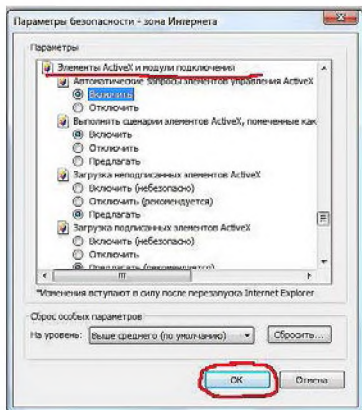 Параметры безопасности - зона Интернета
Параметры
Элементы ActiveX и модули подключения
Автоматические запросы элементов управления ActiveX
Включить
Отключить
Выполнять сценарии элементов ActiveX, помеченные как
Включить
Отключить
Предлагать
Загрузка неподписанных элементов ActiveX
Включить (небезопасно)
Отключить (рекомендуется)
Предлагать
Загрузка подписанных элементов ActiveX
Включить (небезопасно)
Отключить
Предлагать (рекомендуется)
*Изменения вступают в силу после перезапуска Internet Explorer
Сброс особых параметров
На уровень: Выше среднего (по умолчанию) Сбросить...
ОК Отмена